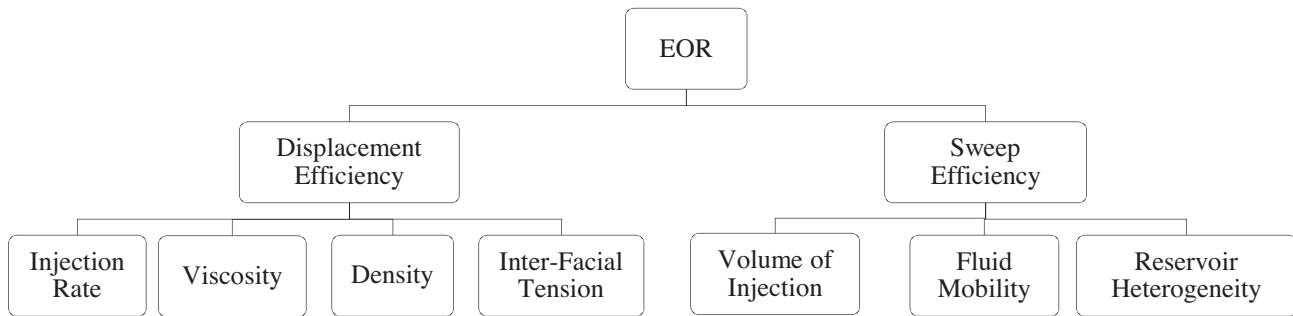 EOR
Displacement
Efficiency
Sweep
Efficiency
Injection
Rate
Viscosity
Density
Inter-Facial
Tension
Volume of
Injection
Fluid
Mobility
Reservoir
Heterogeneity